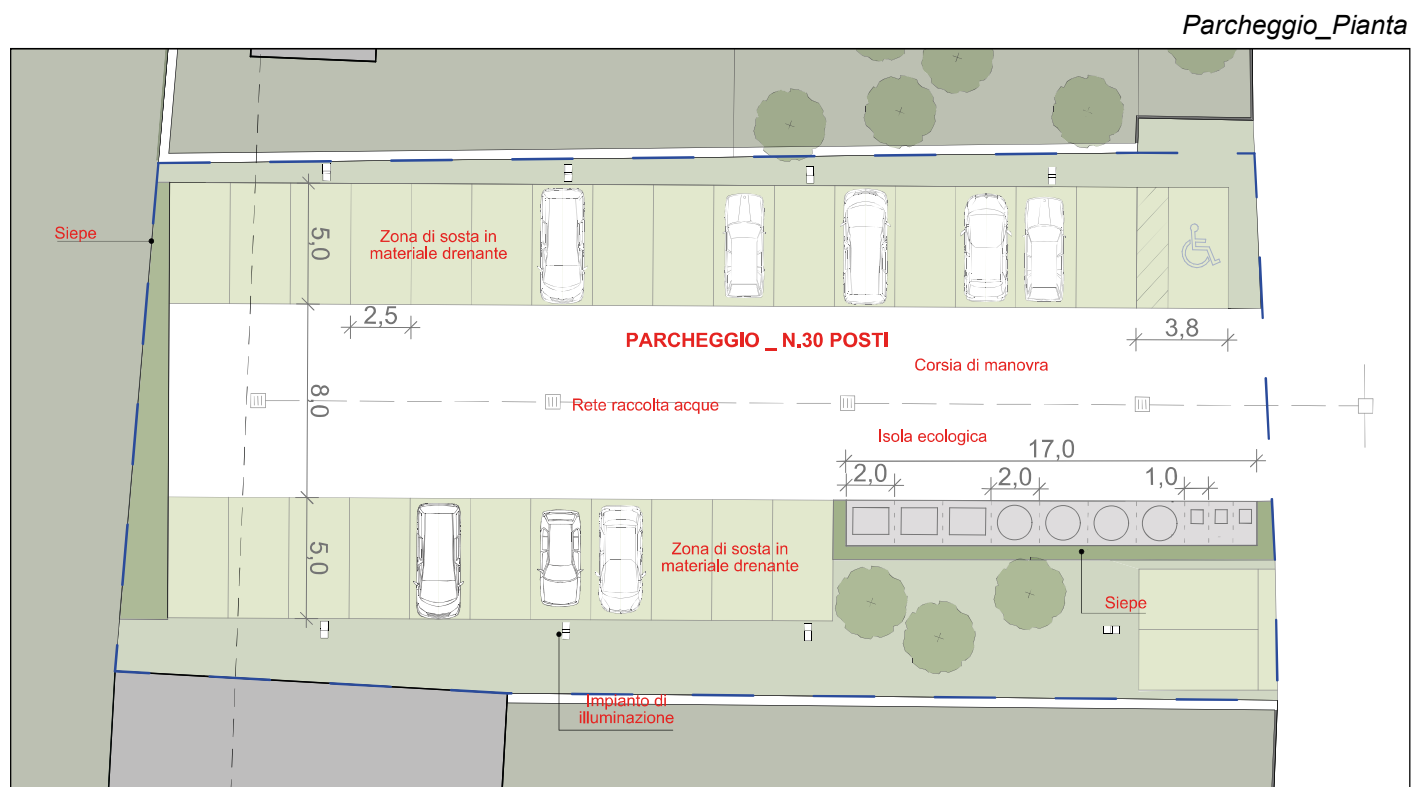 Parcheggio_Pianta
Siepe
5,0
Zona di sosta in
materiale drenante
2,5
PARCHEGGIO _ N.30 POSTI
3,8
Corsia di manovra
8,0
Rete raccolta acque
Isola ecologica
17,0
2,0
2,0
1,0
5,0
Zona di sosta in
materiale drenante
Siepe
Impianto di
illuminazione